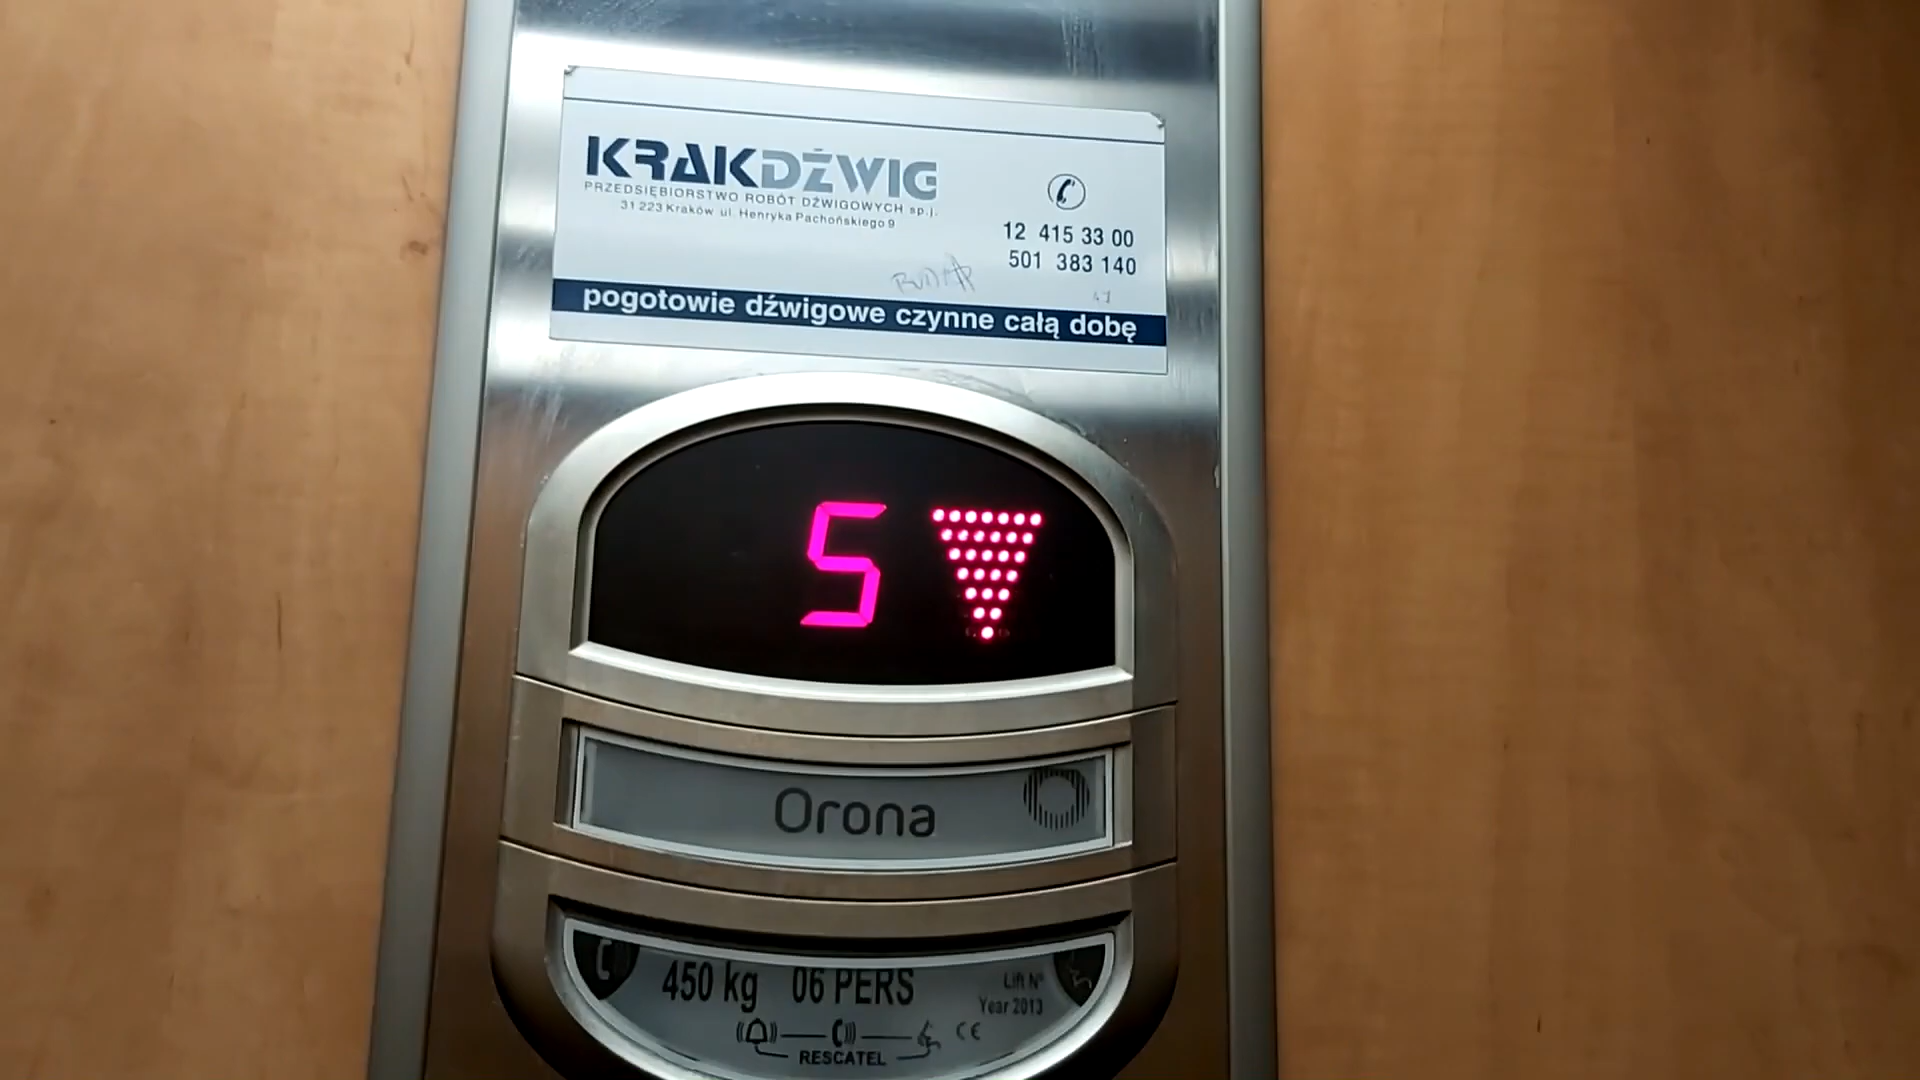 KRAKDŹWIG
PRZEDSIĘBIORSTWO ROBÓT DŹWIGOWYCH sp.j.
31 223 Kraków ul. Henryka Pachońskiego 9
12 415 33 00
501 383 140
pogotowie dźwigowe czynne całą dobę
5
Orona
450 kg 06 PERS
Lift Nº
Year 2013
CE
RESCATEL